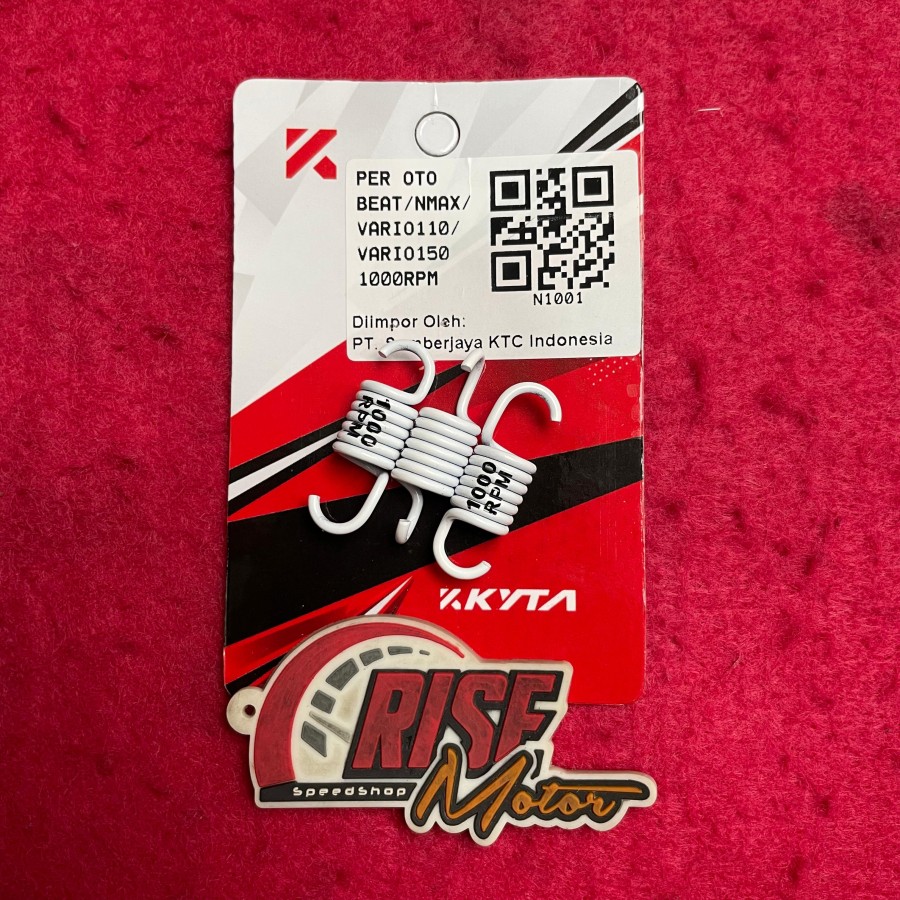 PER OTO
BEAT/NMAX/
VARIO110/
VARIO150
1000RPM
N1001
Diimpor Oleh:
PT. Sumberjaya KTC Indonesia
1000
RPM
1000
RPM
KYTA
RISE
SpeedShop
Motor